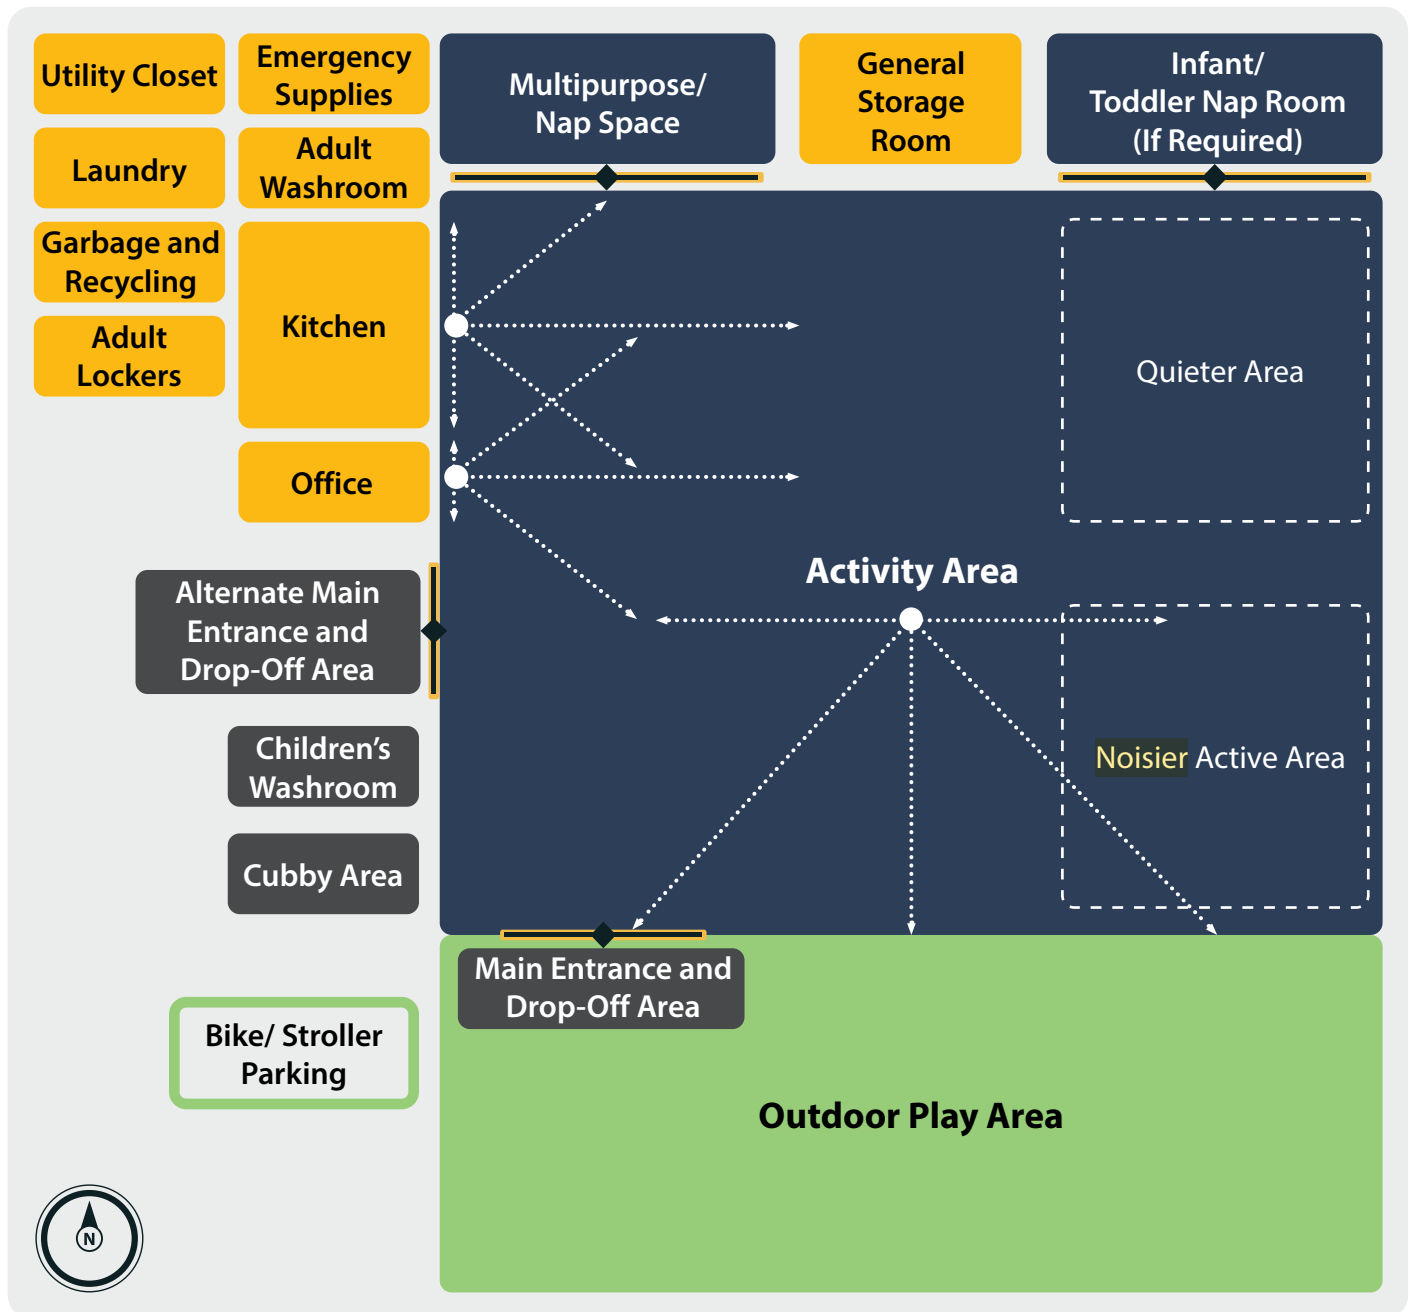 Utility Closet
Emergency
Supplies
Multipurpose/
Nap Space
General
Storage
Room
Infant/
Toddler Nap Room
(If Required)
Laundry
Adult
Washroom
Garbage and
Recycling
Kitchen
Adult
Lockers
Quieter Area
Office
Activity Area
Alternate Main
Entrance and
Drop-Off Area
Noisier Active Area
Children’s
Washroom
Cubby Area
Main Entrance and
Drop-Off Area
Bike/ Stroller
Parking
Outdoor Play Area
N